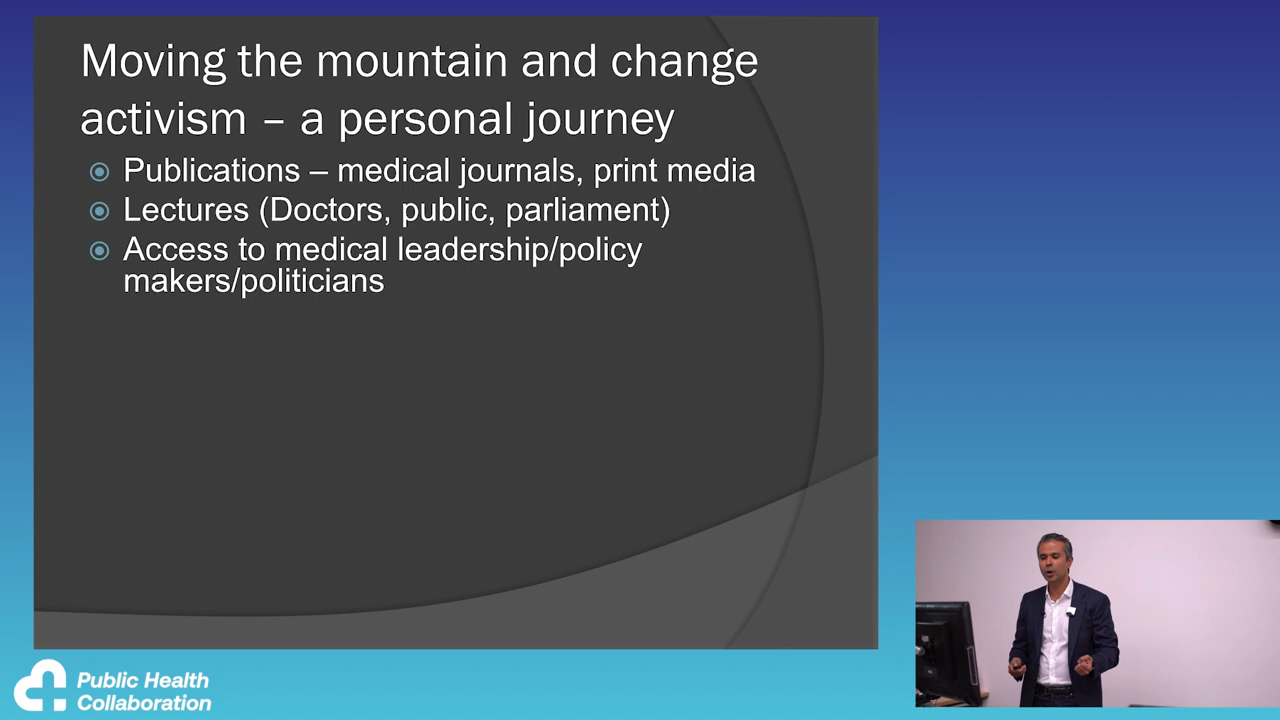 Moving the mountain and change
activism – a personal journey
Publications – medical journals, print media
Lectures (Doctors, public, parliament)
Access to medical leadership/policy
makers/politicians
Public Health
Collaboration